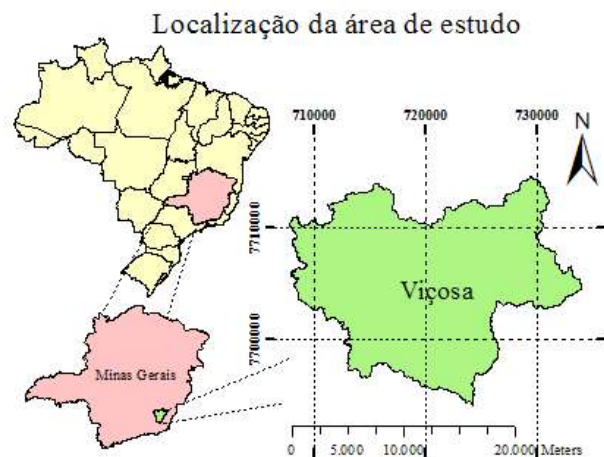 Localização da área de estudo
710000 720000 730000
N
7710000
Viçosa
7700000
Minas Gerais
0 5.000 10.000 20.000 Meters